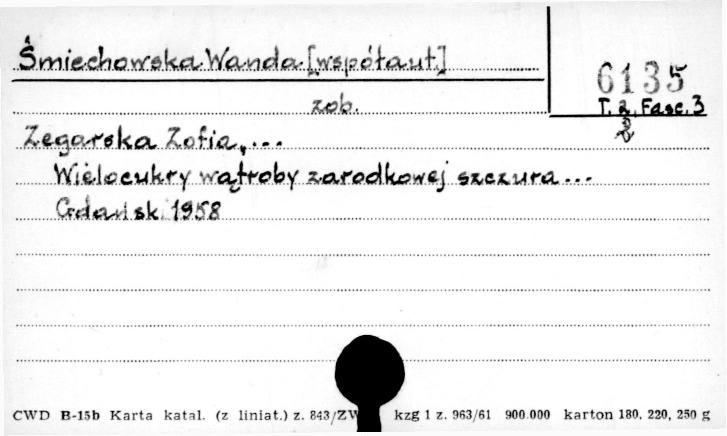 Śmiechowska Wanda [współaut.]
6135
T. 2, Fasc. 3
2
zob.
Zegarska Zofia, ...
Wielocukry wątroby zarodkowej szczura ...
Gdańsk 1958
CWD B-15b Karta katal. (z liniat.) z. 843/ZW kzg 1 z. 963/61 900.000 karton 180, 220, 250 g